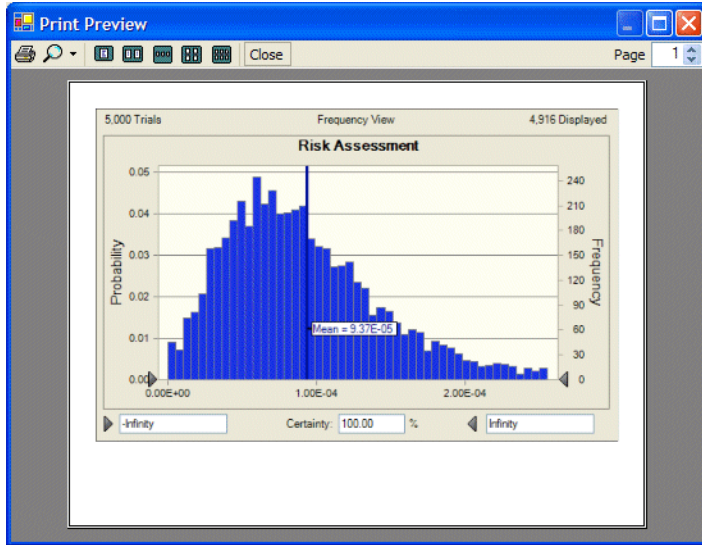 Print Preview
Close
Page 1
5,000 Trials Frequency View 4,916 Displayed
Risk Assessment
0.05
0.04
0.03
0.02
0.01
0.00
Probability
240
210
180
150
120
90
60
30
0
Frequency
Mean = 9.37E-05
0.00E+00 1.00E-04 2.00E-04
-Infinity Certainty: 100.00 % Infinity